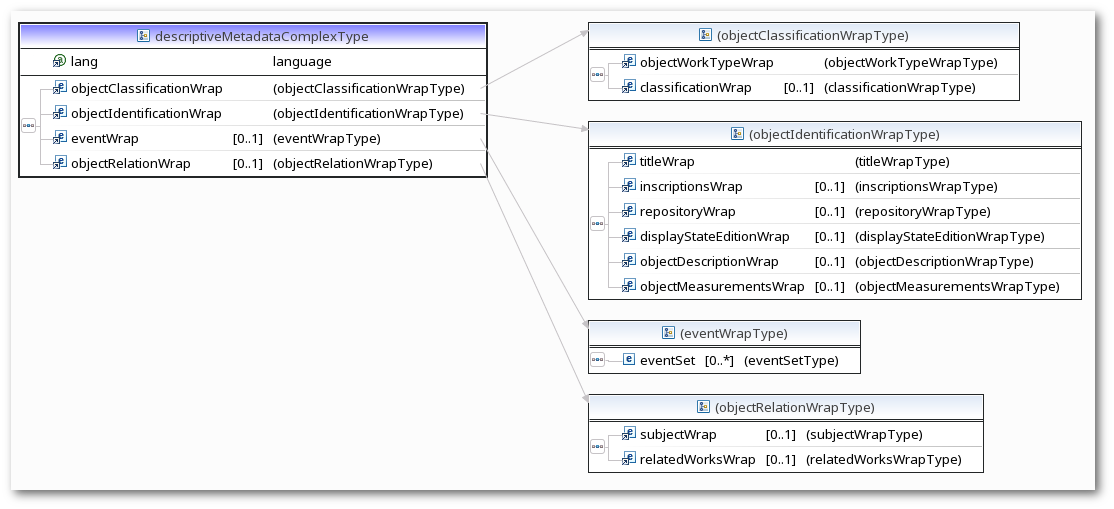 descriptiveMetadataComplexType
lang language
objectClassificationWrap (objectClassificationWrapType)
objectIdentificationWrap (objectIdentificationWrapType)
eventWrap [0..1] (eventWrapType)
objectRelationWrap [0..1] (objectRelationWrapType)
(objectClassificationWrapType)
objectWorkTypeWrap (objectWorkTypeWrapType)
classificationWrap [0..1] (classificationWrapType)
(objectIdentificationWrapType)
titleWrap (titleWrapType)
inscriptionsWrap [0..1] (inscriptionsWrapType)
repositoryWrap [0..1] (repositoryWrapType)
displayStateEditionWrap [0..1] (displayStateEditionWrapType)
objectDescriptionWrap [0..1] (objectDescriptionWrapType)
objectMeasurementsWrap [0..1] (objectMeasurementsWrapType)
(eventWrapType)
eventSet [0..*] (eventSetType)
(objectRelationWrapType)
subjectWrap [0..1] (subjectWrapType)
relatedWorksWrap [0..1] (relatedWorksWrapType)